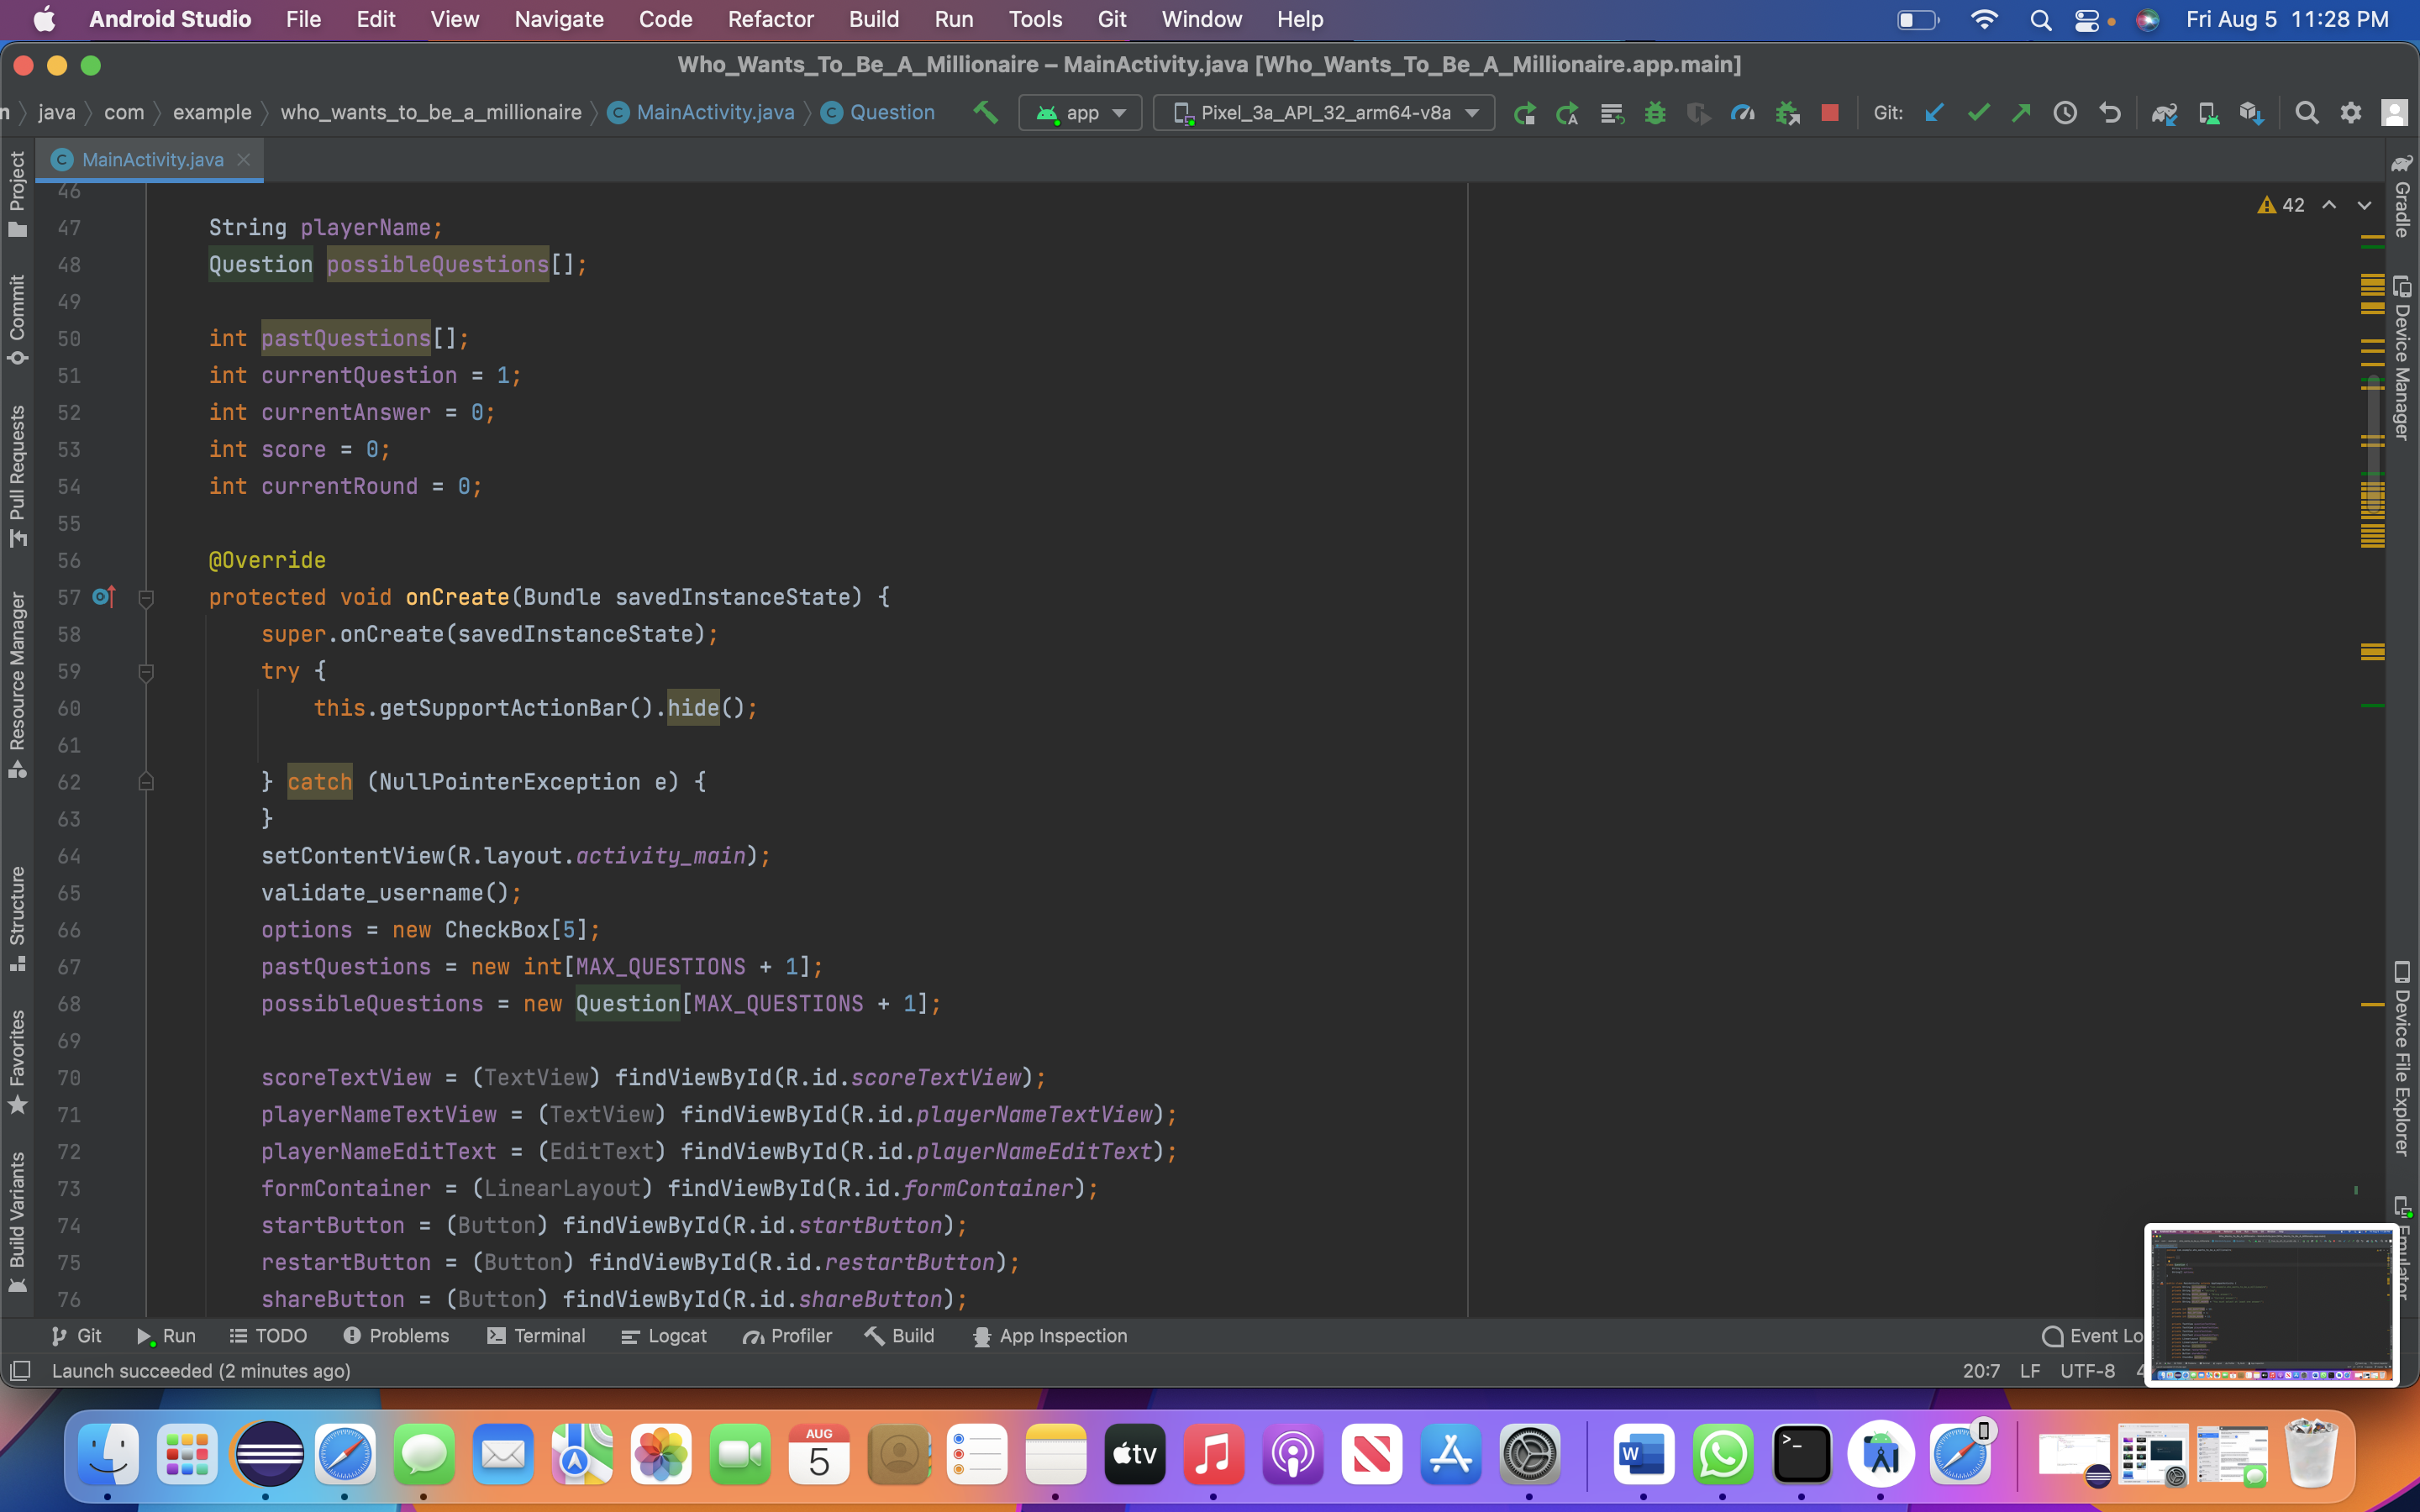 Android Studio File Edit View Navigate Code Refactor Build Run Tools Git Window Help Fri Aug 5 11:28 PM
Who_Wants_To_Be_A_Millionaire – MainActivity.java [Who_Wants_To_Be_A_Millionaire.app.main]
n java com example who_wants_to_be_a_millionaire MainActivity.java Question app Pixel_3a_API_32_arm64-v8a Git:
MainActivity.java
42
46
47 String playerName;
48 Question possibleQuestions[];
49
50 int pastQuestions[];
51 int currentQuestion = 1;
52 int currentAnswer = 0;
53 int score = 0;
54 int currentRound = 0;
55
56 @Override
57 protected void onCreate(Bundle savedInstanceState) {
58 super.onCreate(savedInstanceState);
59 try {
60 this.getSupportActionBar().hide();
61
62 } catch (NullPointerException e) {
63 }
64 setContentView(R.layout.activity_main);
65 validate_username();
66 options = new CheckBox[5];
67 pastQuestions = new int[MAX_QUESTIONS + 1];
68 possibleQuestions = new Question[MAX_QUESTIONS + 1];
69
70 scoreTextView = (TextView) findViewById(R.id.scoreTextView);
71 playerNameTextView = (TextView) findViewById(R.id.playerNameTextView);
72 playerNameEditText = (EditText) findViewById(R.id.playerNameEditText);
73 formContainer = (LinearLayout) findViewById(R.id.formContainer);
74 startButton = (Button) findViewById(R.id.startButton);
75 restartButton = (Button) findViewById(R.id.restartButton);
76 shareButton = (Button) findViewById(R.id.shareButton);
Project
Commit
Pull Requests
Resource Manager
Structure
Favorites
Build Variants
Gradle
Device Manager
Device File Explorer
Emulator
Git Run TODO Problems Terminal Logcat Profiler Build App Inspection Event Lo
Launch succeeded (2 minutes ago) 20:7 LF UTF-8 4
AUG
5
tv
W
>_